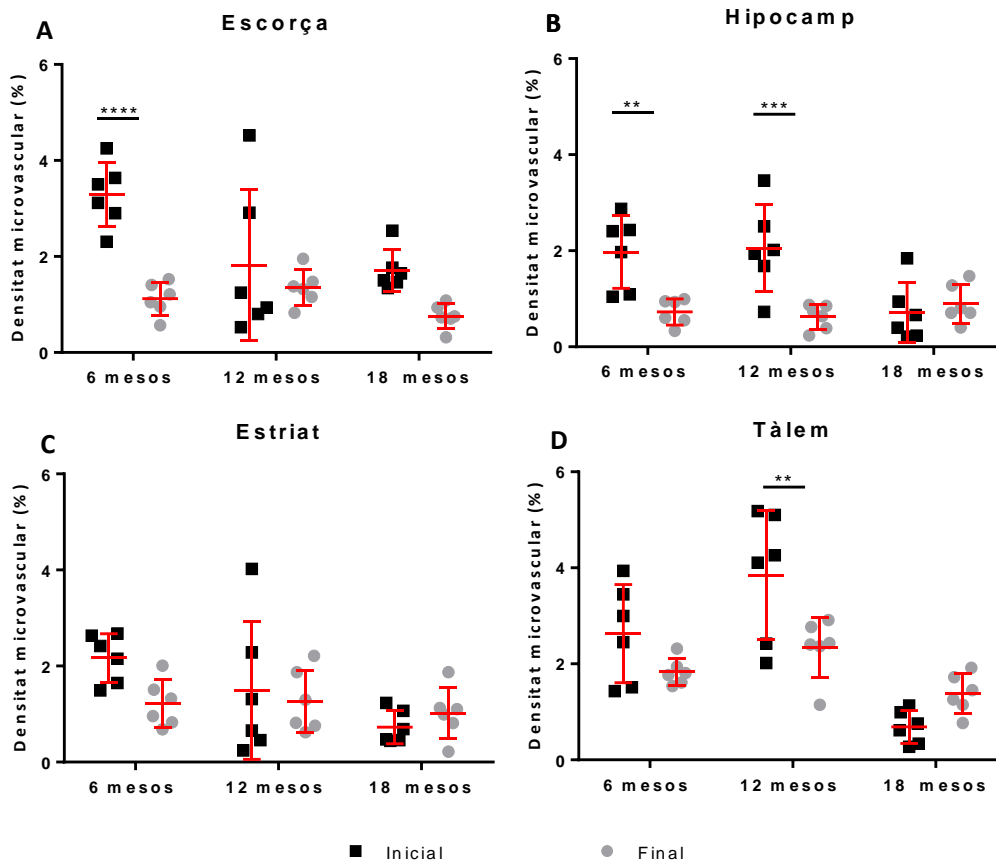 A
Escorça
Densitat microvascular (%)
6
4
2
0
****
6 mesos
12 mesos
18 mesos
B
Hipocamp
Densitat microvascular (%)
6
4
2
0
**
***
6 mesos
12 mesos
18 mesos
C
Estriat
Densitat microvascular (%)
6
4
2
0
6 mesos
12 mesos
18 mesos
D
Tàlem
Densitat microvascular (%)
6
4
2
0
**
6 mesos
12 mesos
18 mesos
Inicial
Final